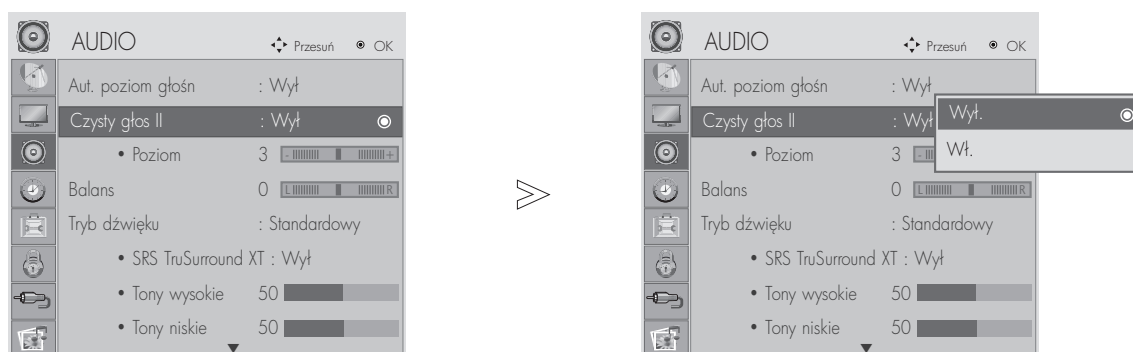 AUDIO Przesuń OK
Aut. poziom głośn : Wył
Czysty głos II : Wył
• Poziom 3 - +
Balans 0 L R
Tryb dźwięku : Standardowy
• SRS TruSurround XT : Wył
• Tony wysokie 50
• Tony niskie 50
>
AUDIO Przesuń OK
Aut. poziom głośn : Wył
Czysty głos II : Wył
Wył.
Wł.
• Poziom 3 -
Balans 0 L R
Tryb dźwięku : Standardowy
• SRS TruSurround XT : Wył
• Tony wysokie 50
• Tony niskie 50